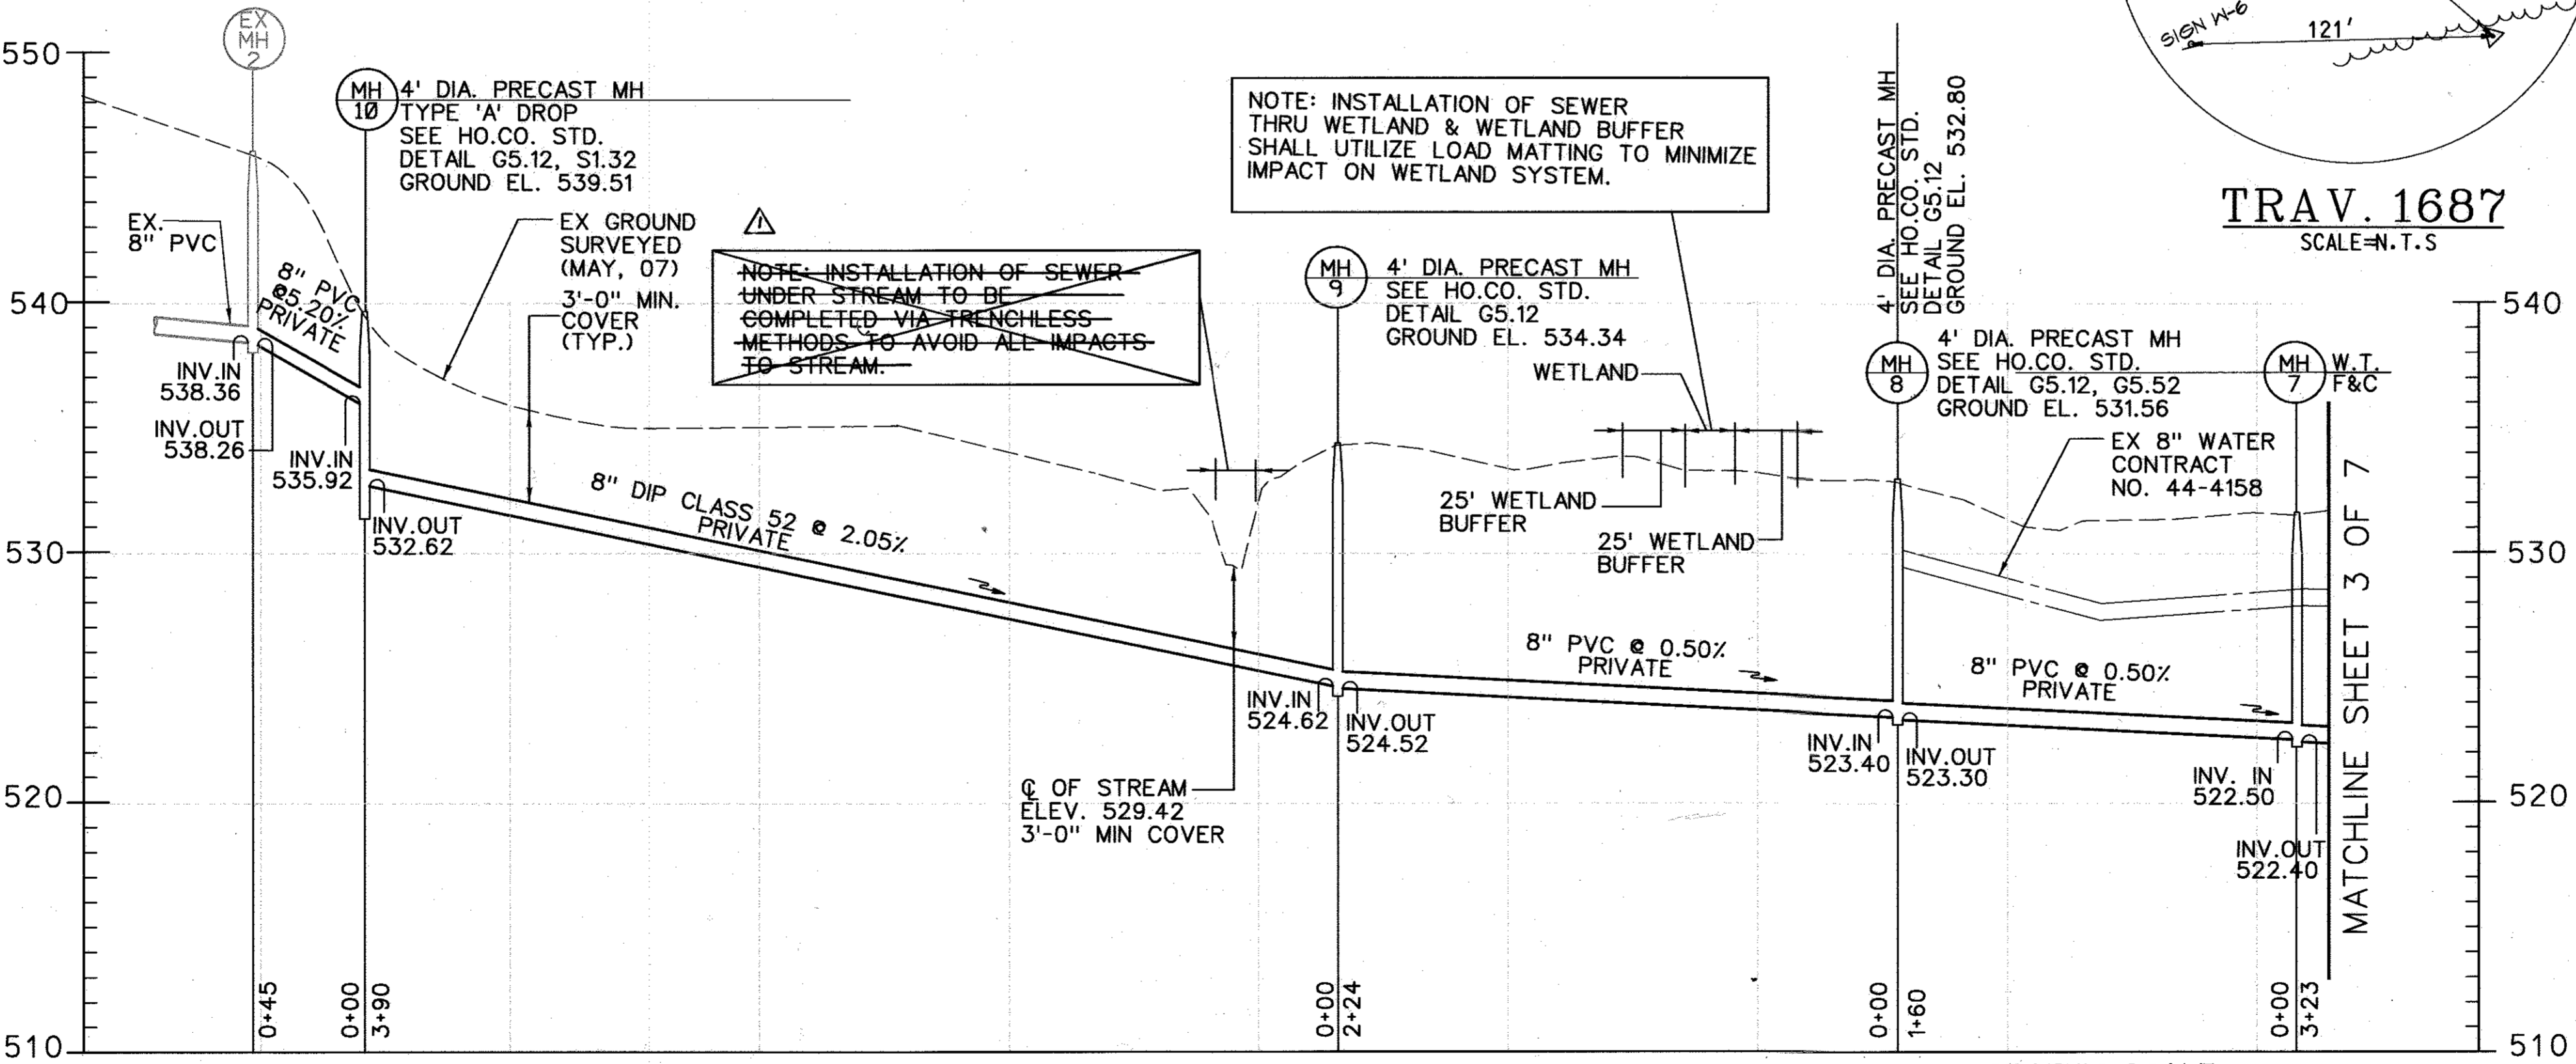 EX
MH
2
550
540
530
520
510
MH
10
4' DIA. PRECAST MH
TYPE 'A' DROP
SEE HO.CO. STD.
DETAIL G5.12, S1.32
GROUND EL. 539.51
EX.
8" PVC
8" PVC
@5.20%
PRIVATE
INV.IN
538.36
INV.OUT
538.26
INV.IN
535.92
INV.OUT
532.62
EX GROUND
SURVEYED
(MAY, 07)
3'-0" MIN.
COVER
(TYP.)
1
NOTE: INSTALLATION OF SEWER
UNDER STREAM TO BE
COMPLETED VIA TRENCHLESS
METHODS TO AVOID ALL IMPACTS
TO STREAM.
8" DIP CLASS 52 @ 2.05%
PRIVATE
NOTE: INSTALLATION OF SEWER
THRU WETLAND & WETLAND BUFFER
SHALL UTILIZE LOAD MATTING TO MINIMIZE
IMPACT ON WETLAND SYSTEM.
MH
9
4' DIA. PRECAST MH
SEE HO.CO. STD.
DETAIL G5.12
GROUND EL. 534.34
WETLAND
25' WETLAND
BUFFER
25' WETLAND
BUFFER
INV.IN
524.62
INV.OUT
524.52
℄ OF STREAM
ELEV. 529.42
3'-0" MIN COVER
8" PVC @ 0.50%
PRIVATE
4' DIA. PRECAST MH
SEE HO.CO. STD.
DETAIL G5.12
GROUND EL. 532.80
MH
8
4' DIA. PRECAST MH
SEE HO.CO. STD.
DETAIL G5.12, G5.52
GROUND EL. 531.56
MH
7
W.T.
F&C
EX 8" WATER
CONTRACT
NO. 44-4158
8" PVC @ 0.50%
PRIVATE
INV.IN
523.40
INV.OUT
523.30
INV. IN
522.50
INV.OUT
522.40
MATCHLINE SHEET 3 OF 7
SIGN W-6
121'
TRAV. 1687
SCALE=N.T.S
540
530
520
510
0+45
0+00
3+90
0+00
2+24
0+00
1+60
0+00
3+23